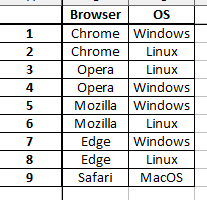 Browser OS
1 Chrome Windows
2 Chrome Linux
3 Opera Linux
4 Opera Windows
5 Mozilla Windows
6 Mozilla Linux
7 Edge Windows
8 Edge Linux
9 Safari MacOS